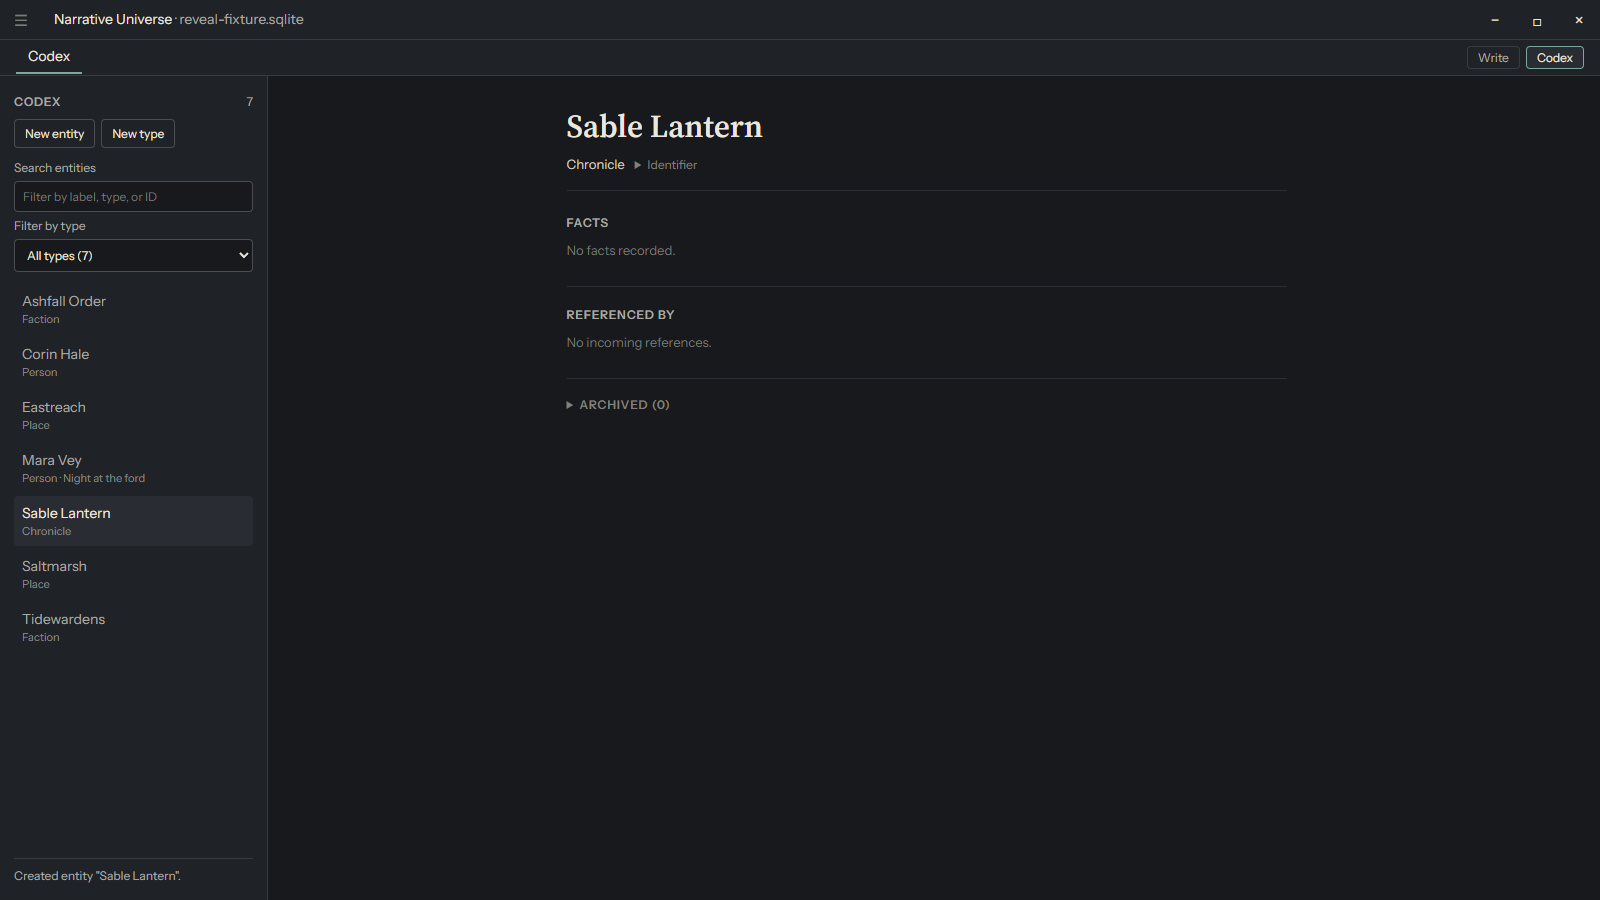 Narrative Universe · reveal-fixture.sqlite
Codex
Write
Codex
CODEX
7
New entity
New type
Search entities
Filter by label, type, or ID
Filter by type
All types (7)
Ashfall Order
Faction
Corin Hale
Person
Eastreach
Place
Mara Vey
Person · Night at the ford
Sable Lantern
Chronicle
Saltmarsh
Place
Tidewardens
Faction
Created entity "Sable Lantern".
Sable Lantern
Chronicle
Identifier
FACTS
No facts recorded.
REFERENCED BY
No incoming references.
ARCHIVED (0)